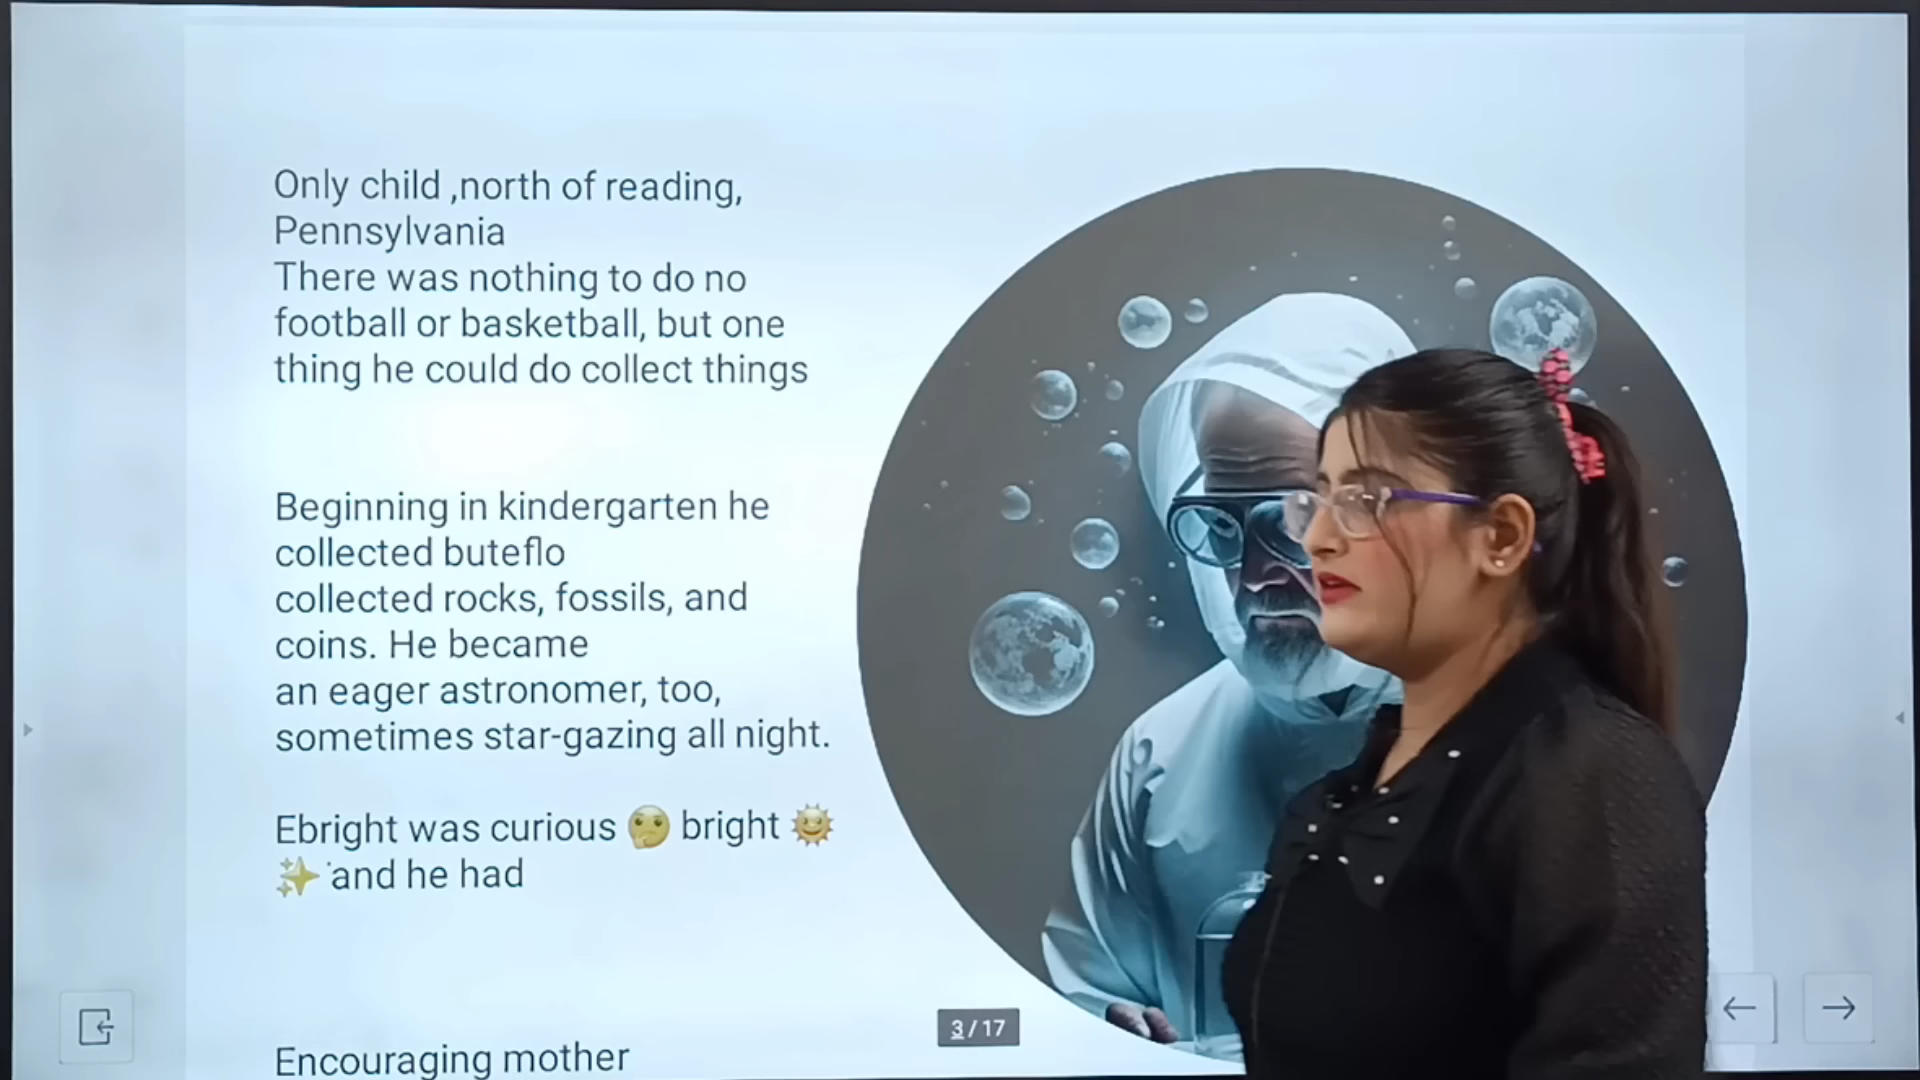 Only child ,north of reading,
Pennsylvania
There was nothing to do no
football or basketball, but one
thing he could do collect things
Beginning in kindergarten he
collected buteflo
collected rocks, fossils, and
coins. He became
an eager astronomer, too,
sometimes star-gazing all night.
Ebright was curious 🤔 bright 🌞
✨ and he had
Encouraging mother
3 / 17